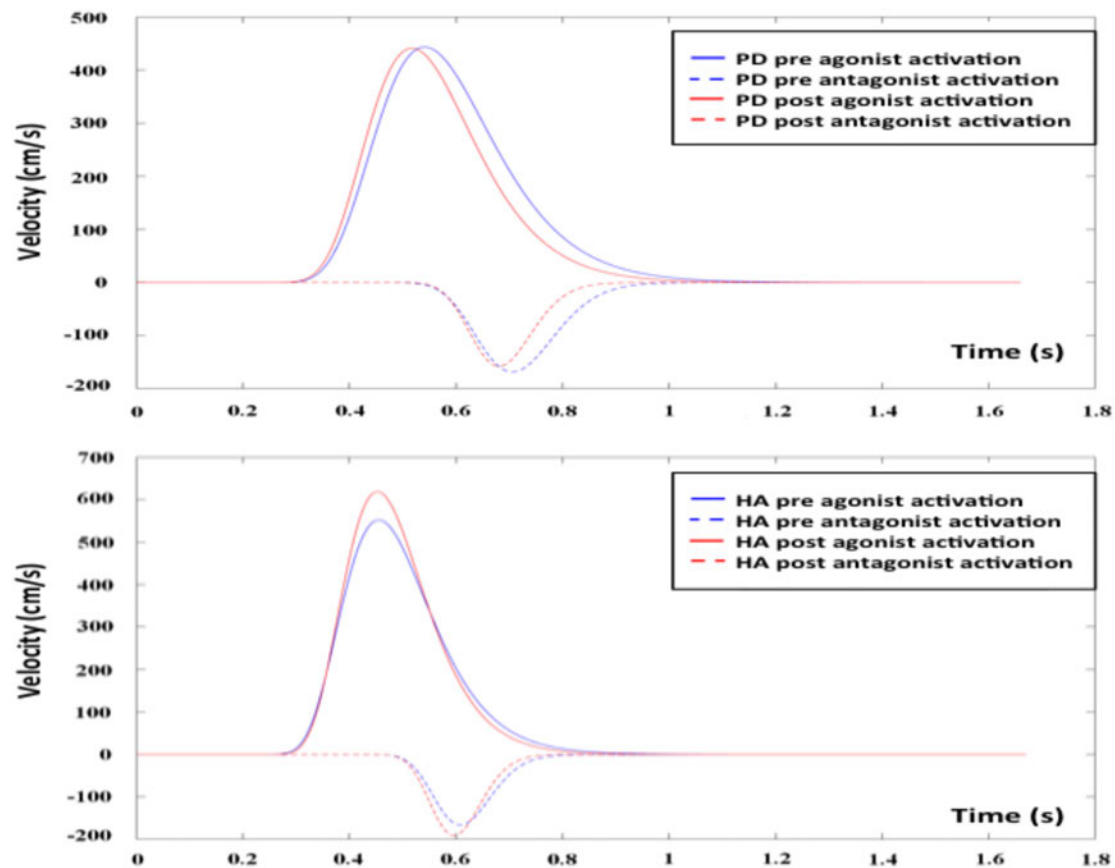 500
400
300
200
100
0
-100
-200
Velocity (cm/s)
PD pre agonist activation
PD pre antagonist activation
PD post agonist activation
PD post antagonist activation
Time (s)
0 0.2 0.4 0.6 0.8 1 1.2 1.4 1.6 1.8
700
600
500
400
300
200
100
0
-100
-200
Velocity (cm/s)
HA pre agonist activation
HA pre antagonist activation
HA post agonist activation
HA post antagonist activation
Time (s)
0 0.2 0.4 0.6 0.8 1 1.2 1.4 1.6 1.8